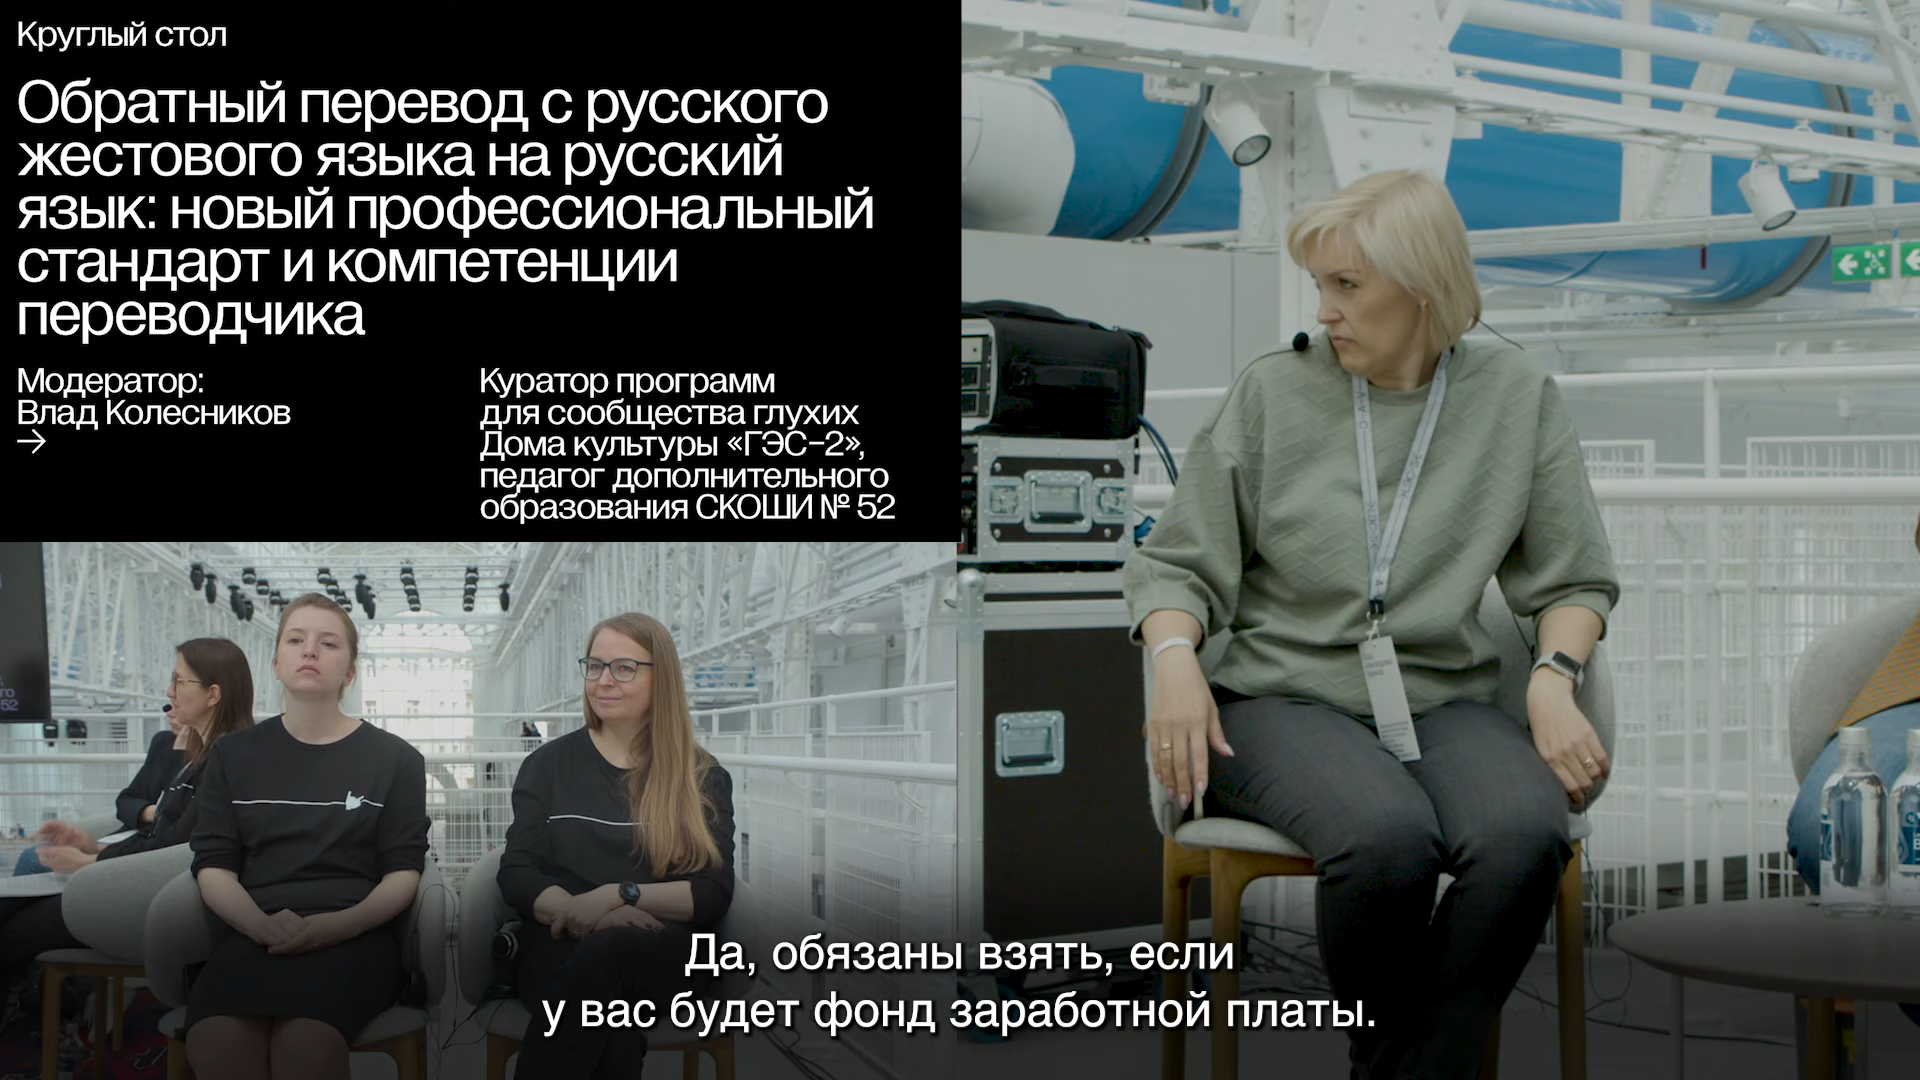 Круглый стол
Обратный перевод с русского
жестового языка на русский
язык: новый профессиональный
стандарт и компетенции
переводчика
Модератор:
Влад Колесников
→
Куратор программ
для сообщества глухих
Дома культуры «ГЭС–2»,
педагог дополнительного
образования СКОШИ № 52
Да, обязаны взять, если
у вас будет фонд заработной платы.